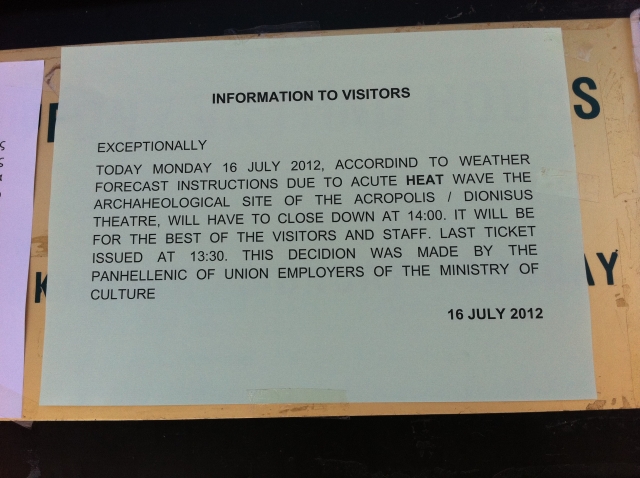 INFORMATION TO VISITORS
EXCEPTIONALLY
TODAY MONDAY 16 JULY 2012, ACCORDIND TO WEATHER
FORECAST INSTRUCTIONS DUE TO ACUTE HEAT WAVE THE
ARCHAHEOLOGICAL SITE OF THE ACROPOLIS / DIONISUS
THEATRE, WILL HAVE TO CLOSE DOWN AT 14:00. IT WILL BE
FOR THE BEST OF THE VISITORS AND STAFF. LAST TICKET
ISSUED AT 13:30. THIS DECIDION WAS MADE BY THE
PANHELLENIC OF UNION EMPLOYERS OF THE MINISTRY OF
CULTURE
16 JULY 2012